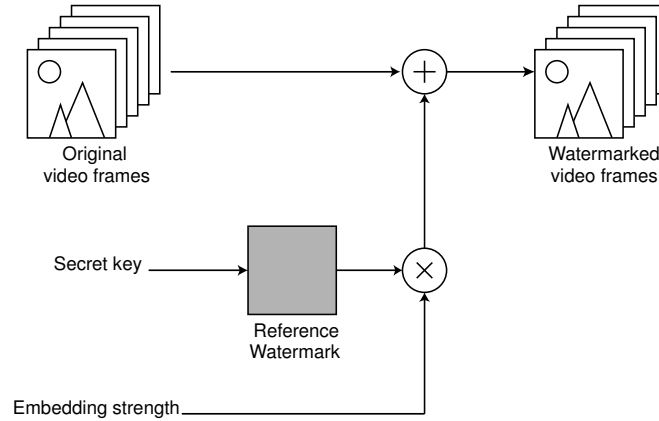 Original
video frames
Watermarked
video frames
Secret key
Reference
Watermark
Embedding strength